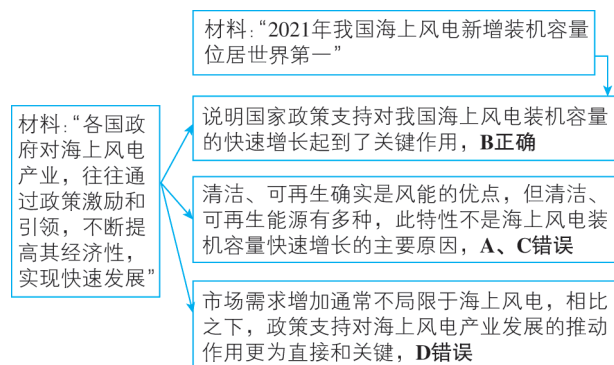 材料:“2021年我国海上风电新增装机容量
位居世界第一”
材料:“各国政
府对海上风电
产业，往往通
过政策激励和
引领，不断提
高其经济性，
实现快速发展”
说明国家政策支持对我国海上风电装机容量
的快速增长起到了关键作用，B正确
清洁、可再生确实是风能的优点，但清洁、
可再生能源有多种，此特性不是海上风电装
机容量快速增长的主要原因，A、C错误
市场需求增加通常不局限于海上风电，相比
之下，政策支持对海上风电产业发展的推动
作用更为直接和关键，D错误